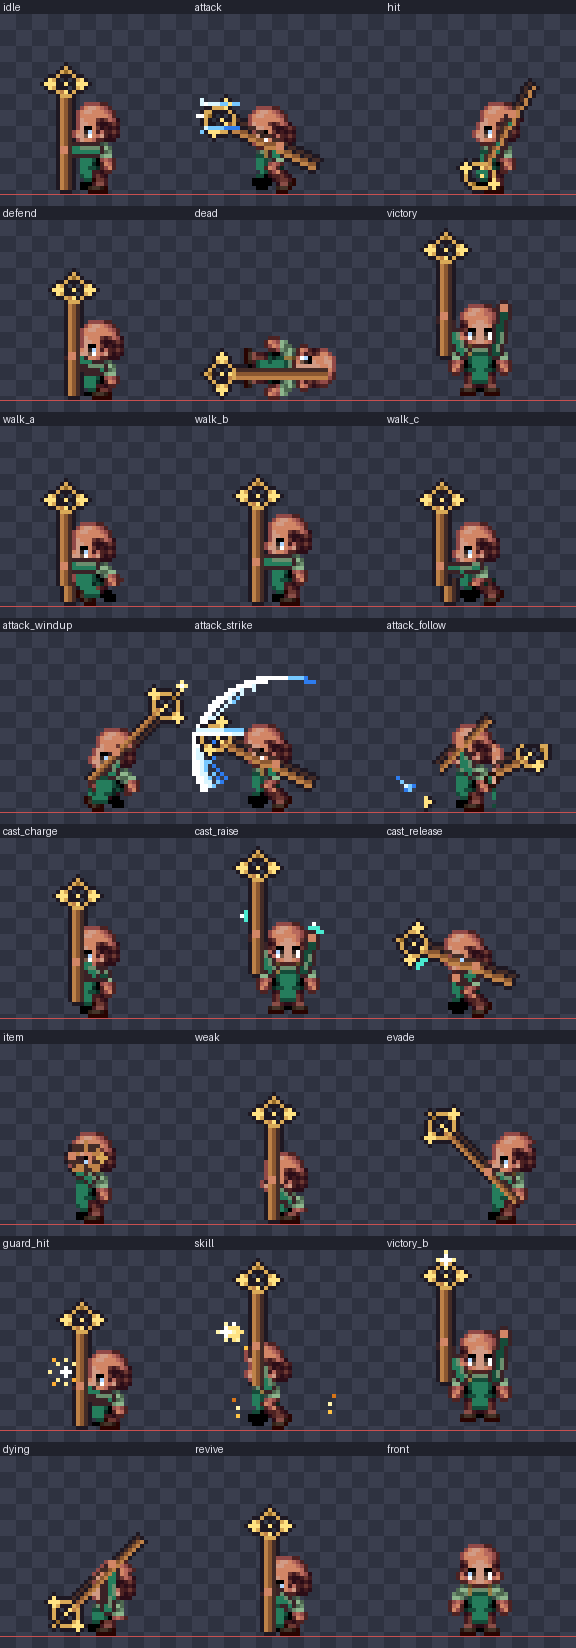 idle attack hit
defend dead victory
walk_a walk_b walk_c
attack_windup attack_strike attack_follow
cast_charge cast_raise cast_release
item weak evade
guard_hit skill victory_b
dying revive front